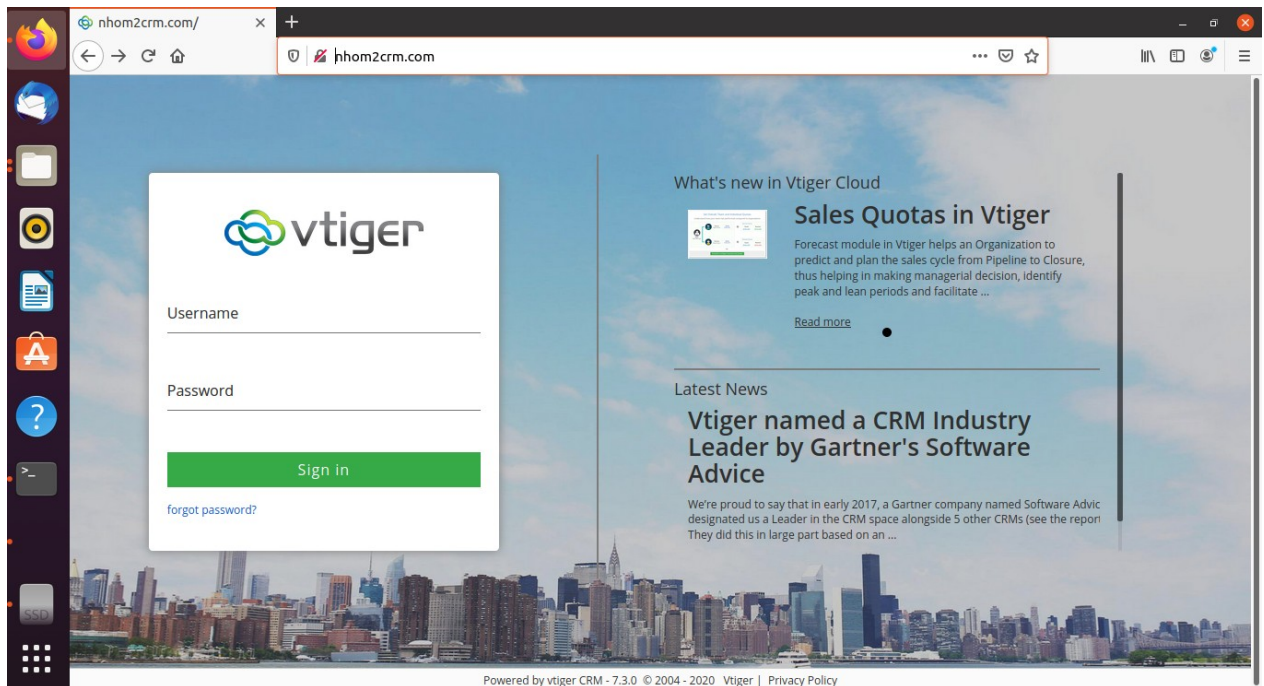 nhom2crm.com/
nhom2crm.com
vtiger
Username
Password
Sign in
forgot password?
What's new in Vtiger Cloud
Sales Quotas in Vtiger
Forecast module in Vtiger helps an Organization to
predict and plan the sales cycle from Pipeline to Closure,
thus helping in making managerial decision, identify
peak and lean periods and facilitate ...
Read more
Latest News
Vtiger named a CRM Industry
Leader by Gartner's Software
Advice
We're proud to say that in early 2017, a Gartner company named Software Advic
designated us a Leader in the CRM space alongside 5 other CRMs (see the report
They did this in large part based on an ...
SSD
Powered by vtiger CRM - 7.3.0 © 2004 - 2020 Vtiger | Privacy Policy